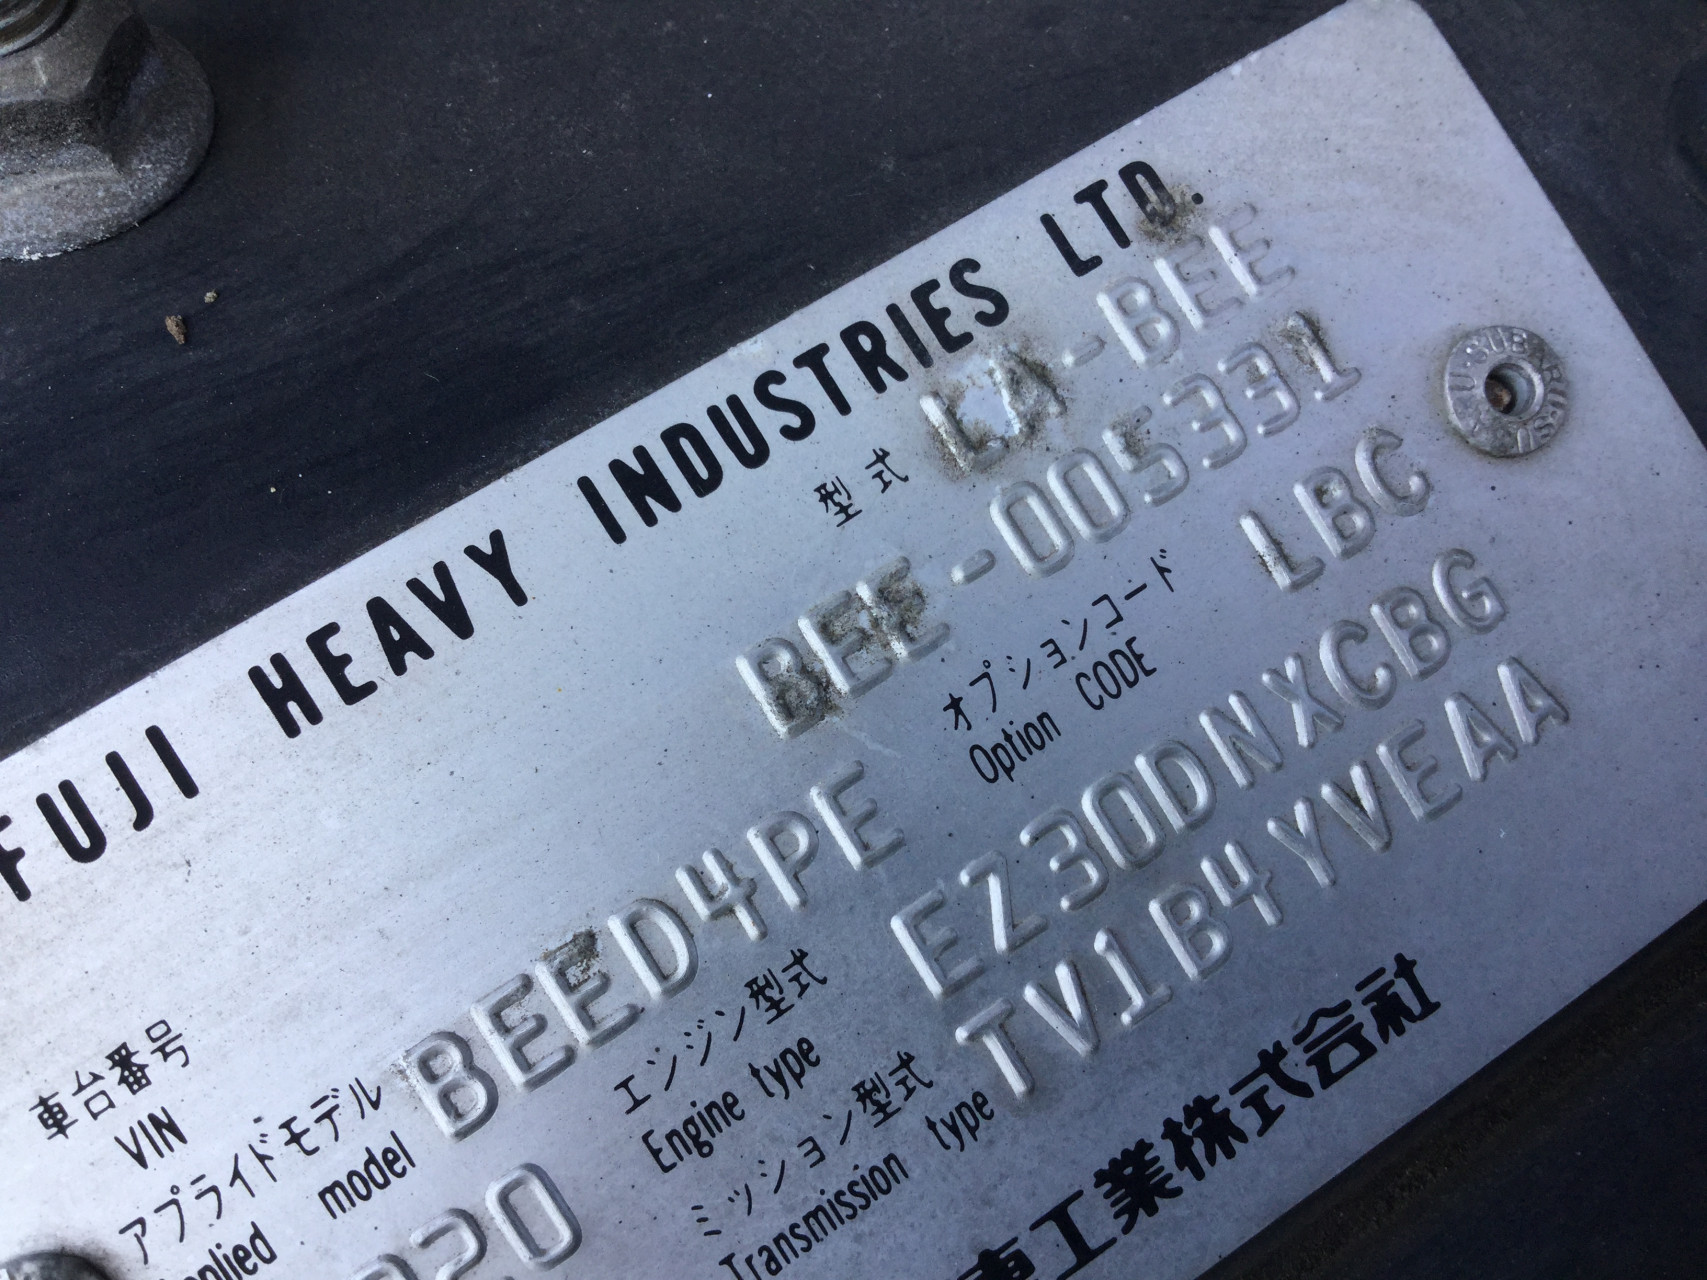 FUJI HEAVY INDUSTRIES LTD.
型式 LA-BEE
車台番号
VIN BEE-005331
アプライドモデル
model BEED4PE
オプションコード
Option CODE LBC
エンジン型式
Engine type EZ30DNXCBG
ミッション型式
Transmission type TV1B4YVEAA
工業株式会社
SUBARU